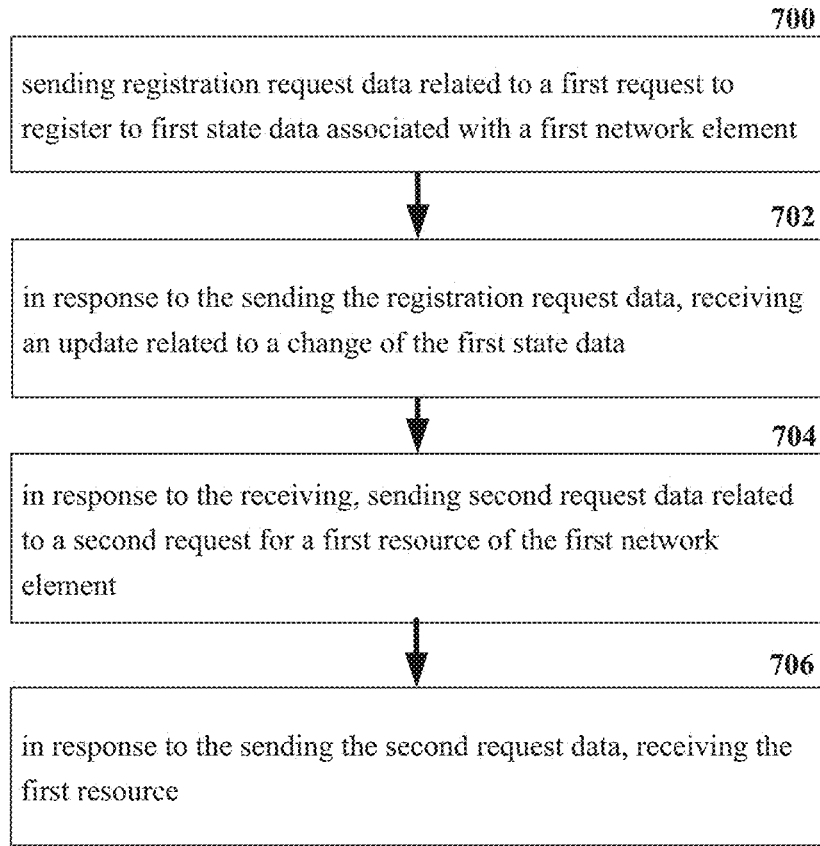 700
sending registration request data related to a first request to
register to first state data associated with a first network element
702
in response to the sending the registration request data, receiving
an update related to a change of the first state data
704
in response to the receiving, sending second request data related
to a second request for a first resource of the first network
element
706
in response to the sending the second request data, receiving the
first resource